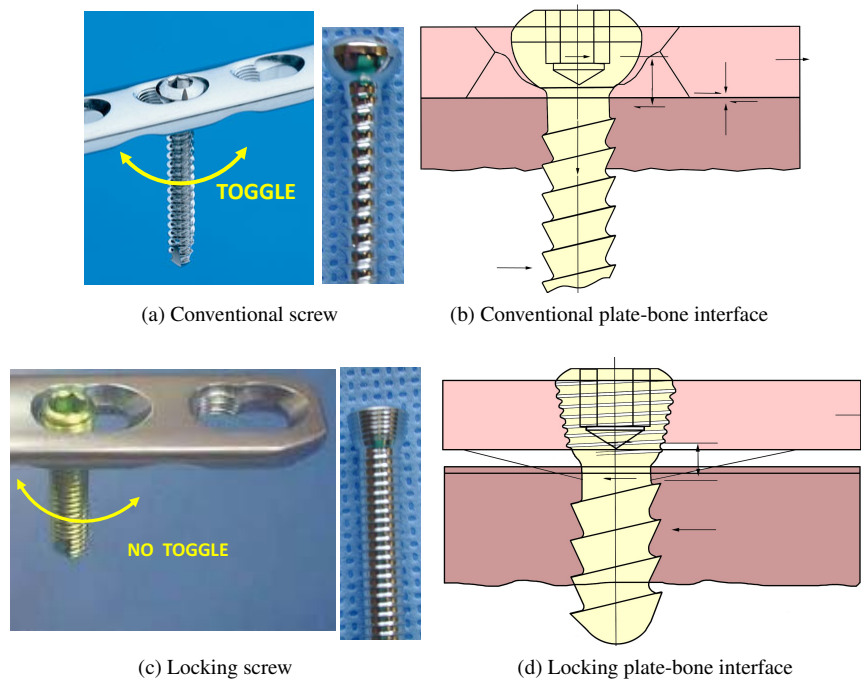 TOGGLE
(a) Conventional screw
(b) Conventional plate-bone interface
NO TOGGLE
(c) Locking screw
(d) Locking plate-bone interface